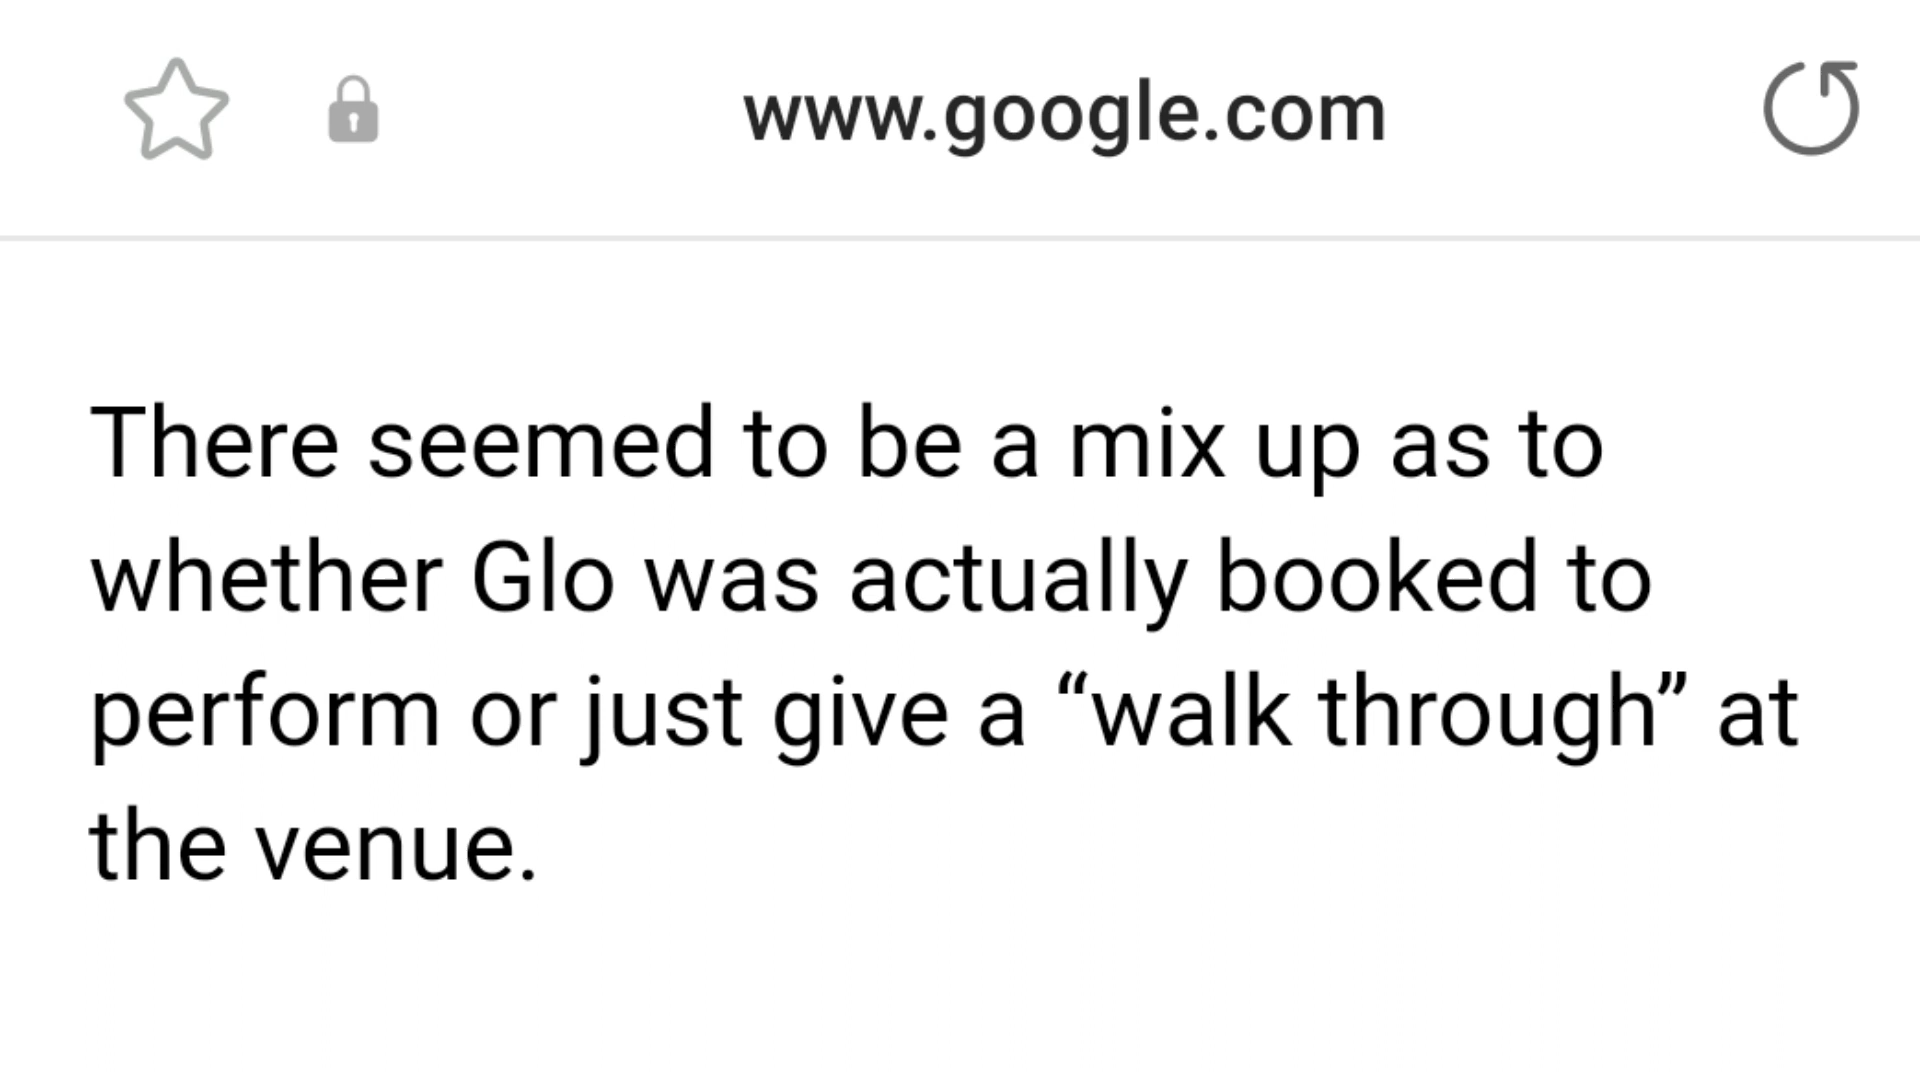 www.google.com
There seemed to be a mix up as to
whether Glo was actually booked to
perform or just give a “walk through” at
the venue.